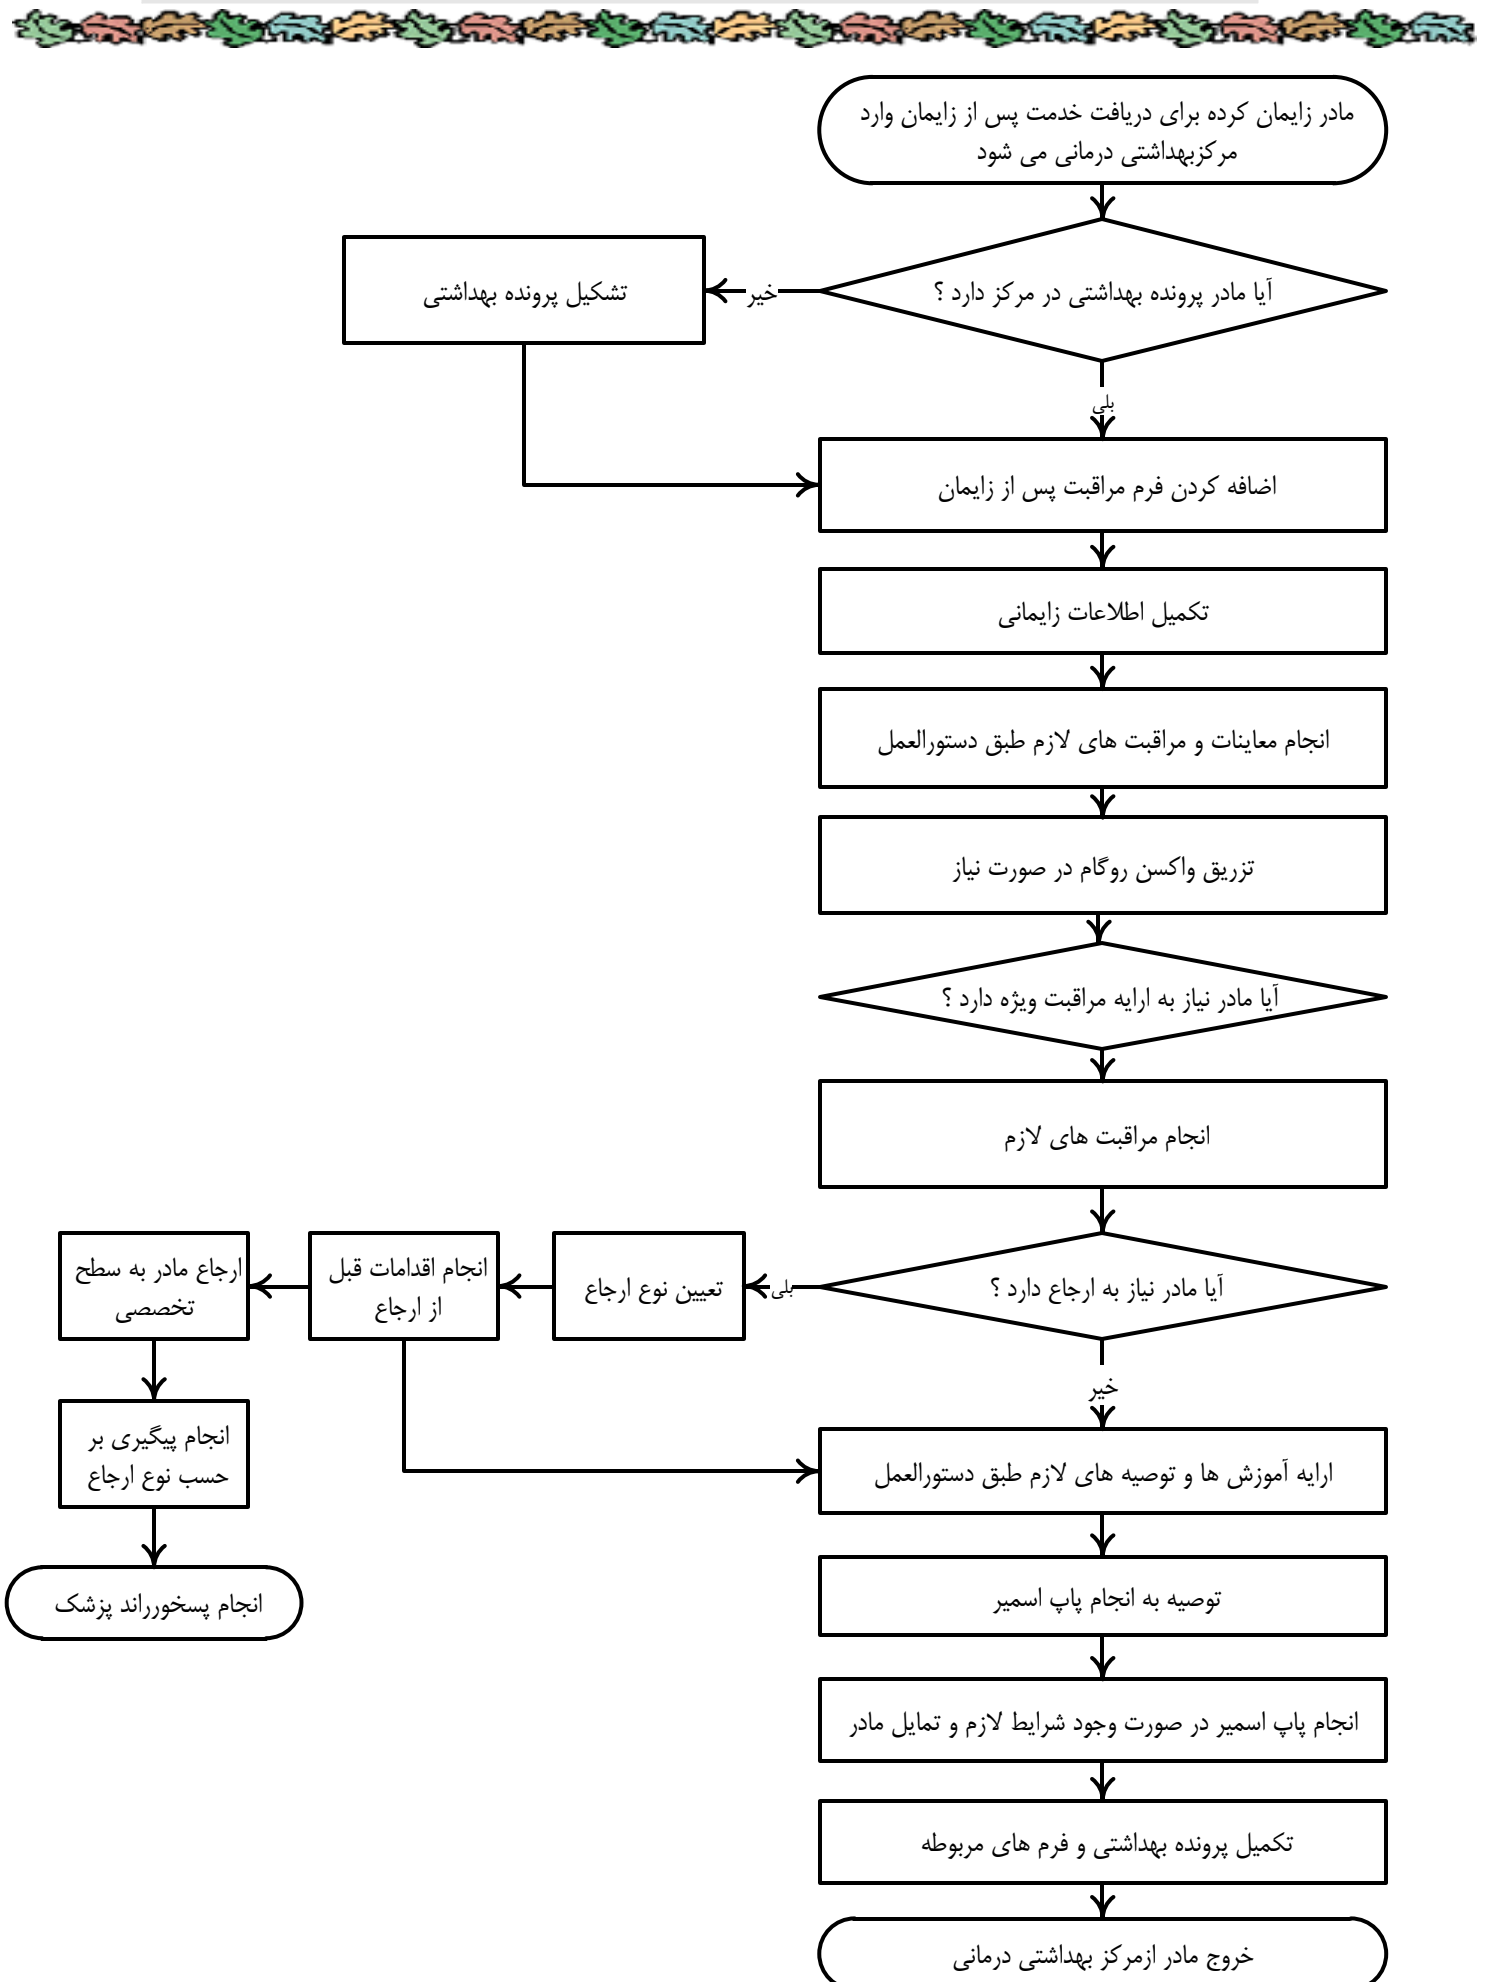 مادر زایمان کرده برای دریافت خدمت پس از زایمان وارد
مرکزبهداشتی درمانی می شود
آیا مادر پرونده بهداشتی در مرکز دارد ؟
خیر
تشکیل پرونده بهداشتی
بلی
اضافه کردن فرم مراقبت پس از زایمان
تکمیل اطلاعات زایمانی
انجام معاینات و مراقبت های لازم طبق دستورالعمل
تزریق واکسن روگام در صورت نیاز
آیا مادر نیاز به ارایه مراقبت ویژه دارد ؟
انجام مراقبت های لازم
آیا مادر نیاز به ارجاع دارد ؟
بلی
تعیین نوع ارجاع
انجام اقدامات قبل
از ارجاع
ارجاع مادر به سطح
تخصصی
انجام پیگیری بر
حسب نوع ارجاع
انجام پسخورراند پزشک
خیر
ارایه آموزش ها و توصیه های لازم طبق دستورالعمل
توصیه به انجام پاپ اسمیر
انجام پاپ اسمیر در صورت وجود شرایط لازم و تمایل مادر
تکمیل پرونده بهداشتی و فرم های مربوطه
خروج مادر ازمرکز بهداشتی درمانی